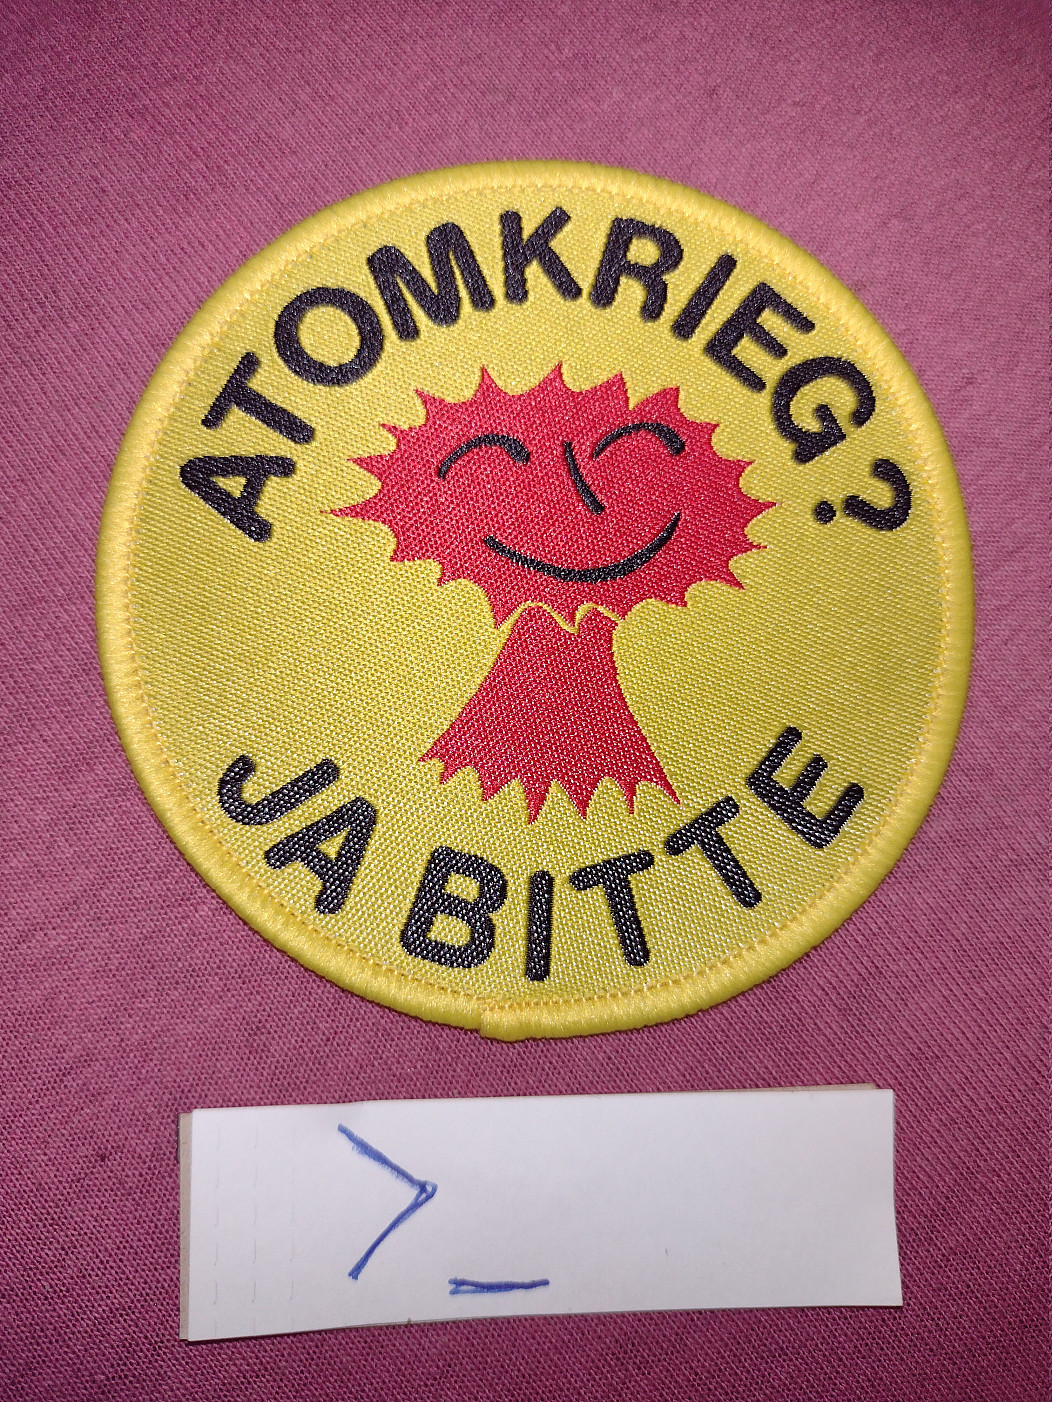 ATOMKRIEG?
JA BITTE
>_